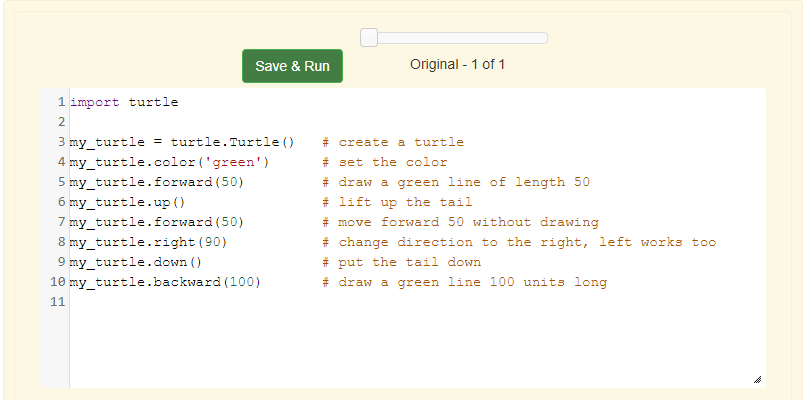 Save & Run
Original - 1 of 1
1 import turtle
2
3 my_turtle = turtle.Turtle()   # create a turtle
4 my_turtle.color('green')      # set the color
5 my_turtle.forward(50)         # draw a green line of length 50
6 my_turtle.up()                # lift up the tail
7 my_turtle.forward(50)         # move forward 50 without drawing
8 my_turtle.right(90)           # change direction to the right, left works too
9 my_turtle.down()              # put the tail down
10 my_turtle.backward(100)       # draw a green line 100 units long
11